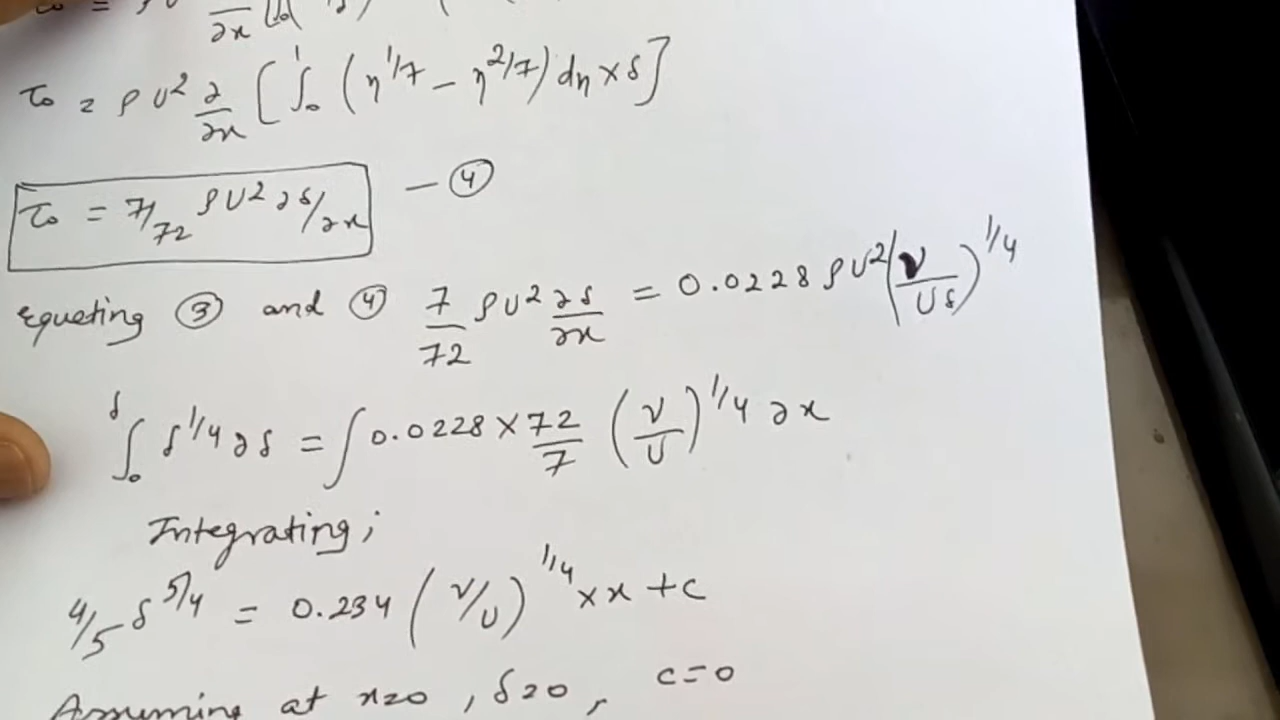 τ₀ = ρU² ∂/∂x [∫₀¹ (η^1/7 − η^2/7) dη × δ]
τ₀ = 7/72 ρU² ∂δ/∂x — ④
Equeting ③ and ④ 7/72 ρU² ∂δ/∂x = 0.0228 ρU² (ν/Uδ)^1/4
∫₀^δ δ^1/4 ∂δ = ∫ 0.0228 × 72/7 (ν/U)^1/4 ∂x
Integrating;
4/5 δ^5/4 = 0.234 (ν/U)^1/4 × x + c
Assuming at x=0, δ=0, c=0